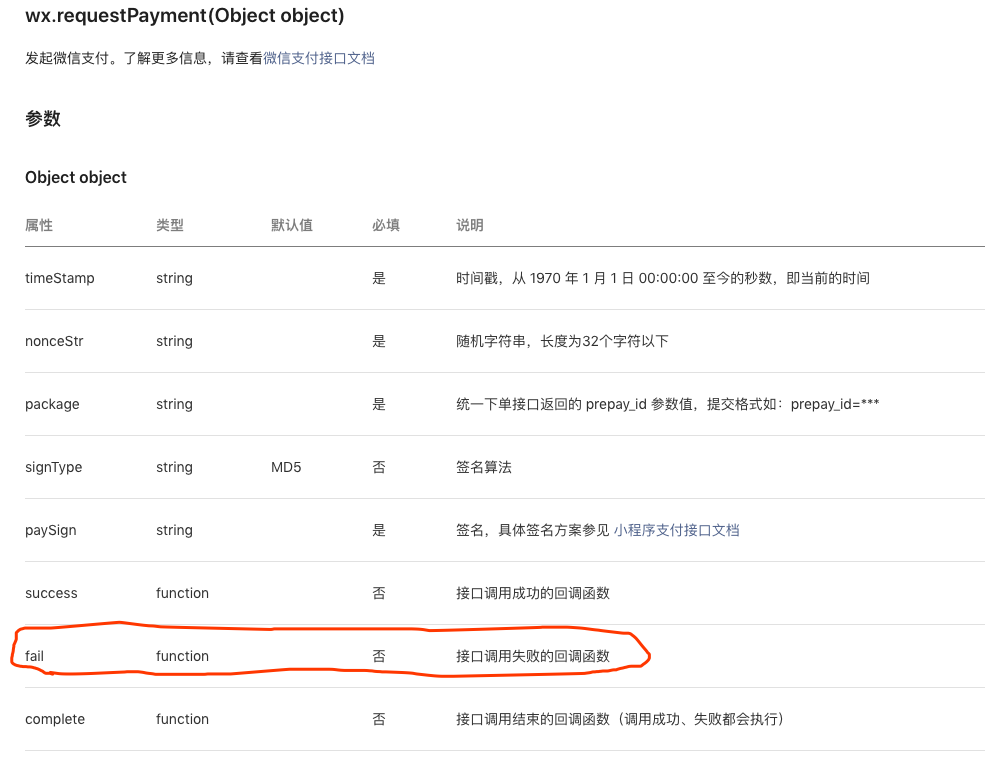 wx.requestPayment(Object object)
发起微信支付。了解更多信息，请查看微信支付接口文档
参数
Object object
属性 类型 默认值 必填 说明
timeStamp string 是 时间戳，从 1970 年 1 月 1 日 00:00:00 至今的秒数，即当前的时间
nonceStr string 是 随机字符串，长度为32个字符以下
package string 是 统一下单接口返回的 prepay_id 参数值，提交格式如：prepay_id=***
signType string MD5 否 签名算法
paySign string 是 签名，具体签名方案参见 小程序支付接口文档
success function 否 接口调用成功的回调函数
fail function 否 接口调用失败的回调函数
complete function 否 接口调用结束的回调函数（调用成功、失败都会执行）